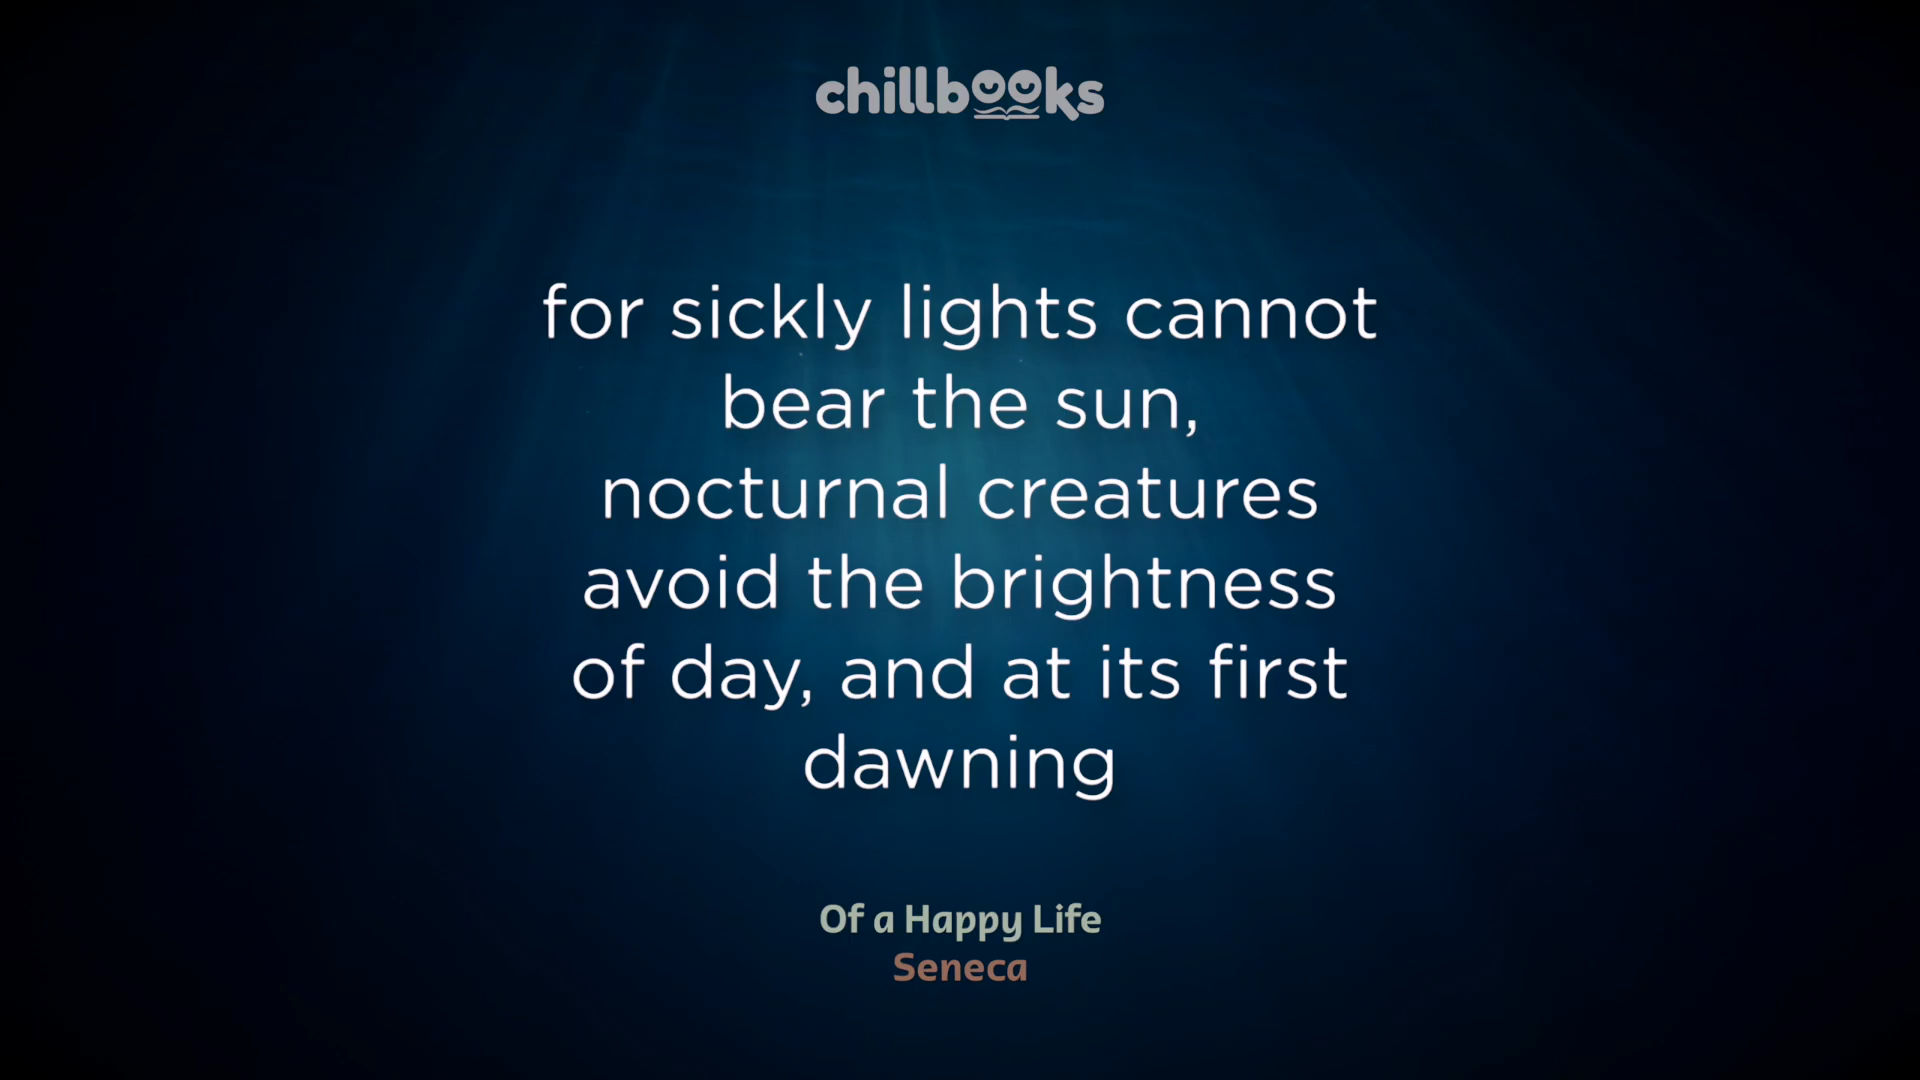 chillbooks
for sickly lights cannot
bear the sun,
nocturnal creatures
avoid the brightness
of day, and at its first
dawning
Of a Happy Life
Seneca